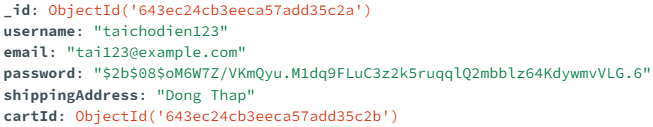 _id: ObjectId('643ec24cb3eeca57add35c2a')
username: "taichodien123"
email: "tai123@example.com"
password: "$2b$08$oM6W7Z/VKmQyu.M1dq9FLuC3z2k5ruqqlQ2mbblz64KdywmvVLG.6"
shippingAddress: "Dong Thap"
cartId: ObjectId('643ec24cb3eeca57add35c2b')